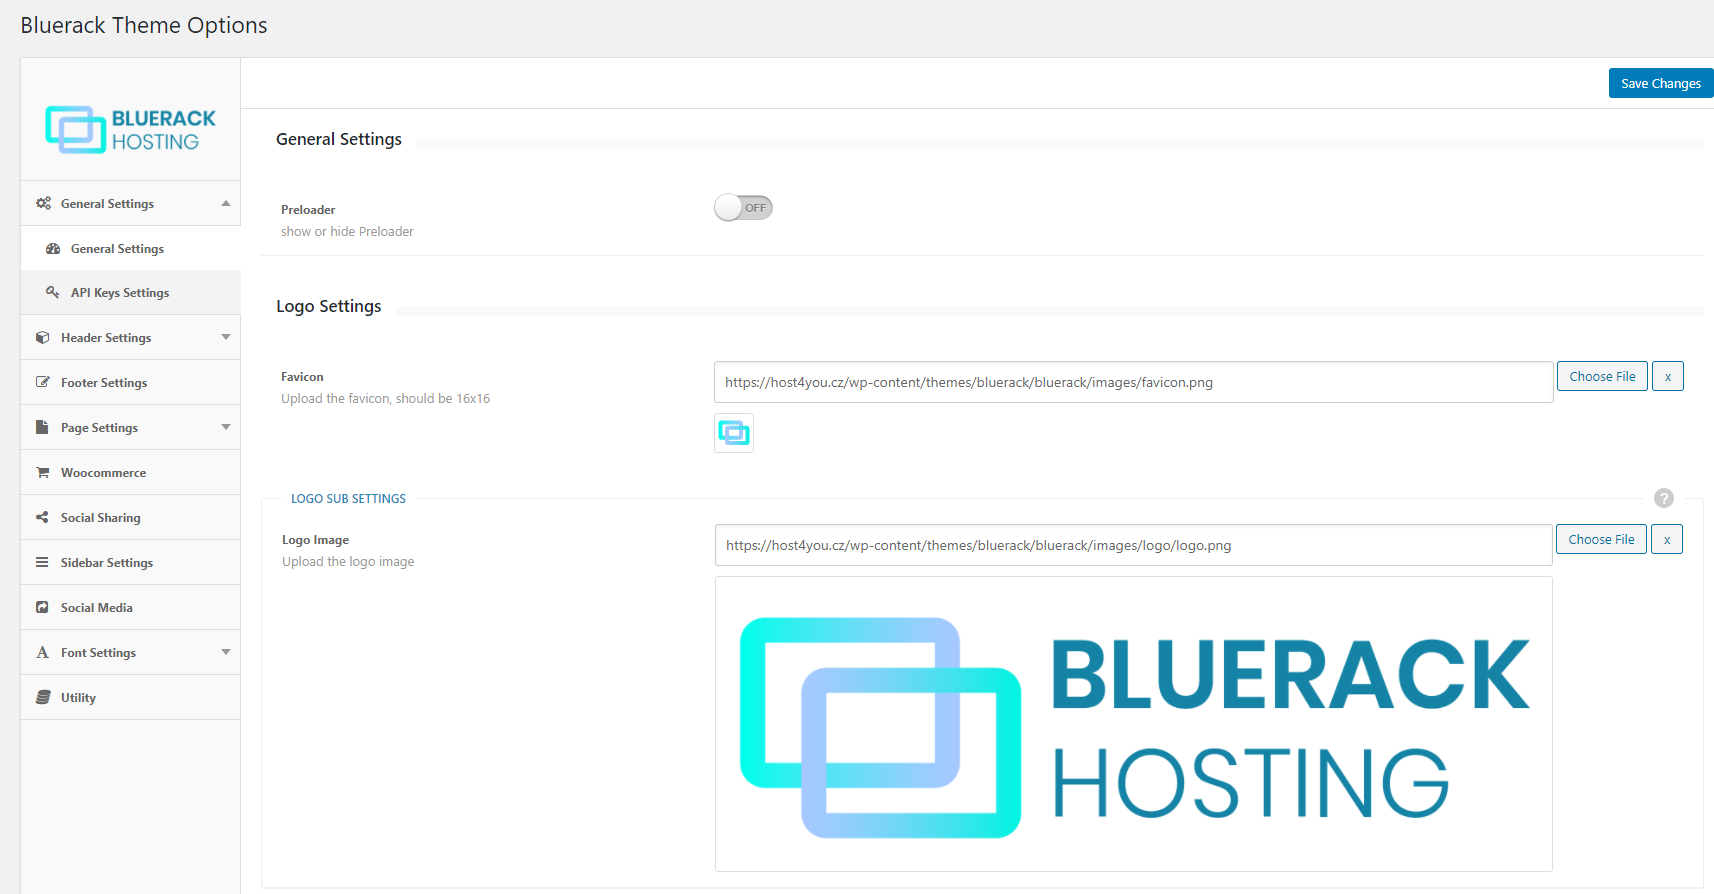 Bluerack Theme Options
BLUERACK
HOSTING
General Settings
General Settings
API Keys Settings
Header Settings
Footer Settings
Page Settings
Woocommerce
Social Sharing
Sidebar Settings
Social Media
Font Settings
Utility
Save Changes
General Settings
Preloader
show or hide Preloader
OFF
Logo Settings
Favicon
Upload the favicon, should be 16x16
https://host4you.cz/wp-content/themes/bluerack/bluerack/images/favicon.png
Choose File
x
LOGO SUB SETTINGS
?
Logo Image
Upload the logo image
https://host4you.cz/wp-content/themes/bluerack/bluerack/images/logo/logo.png
Choose File
x
BLUERACK
HOSTING